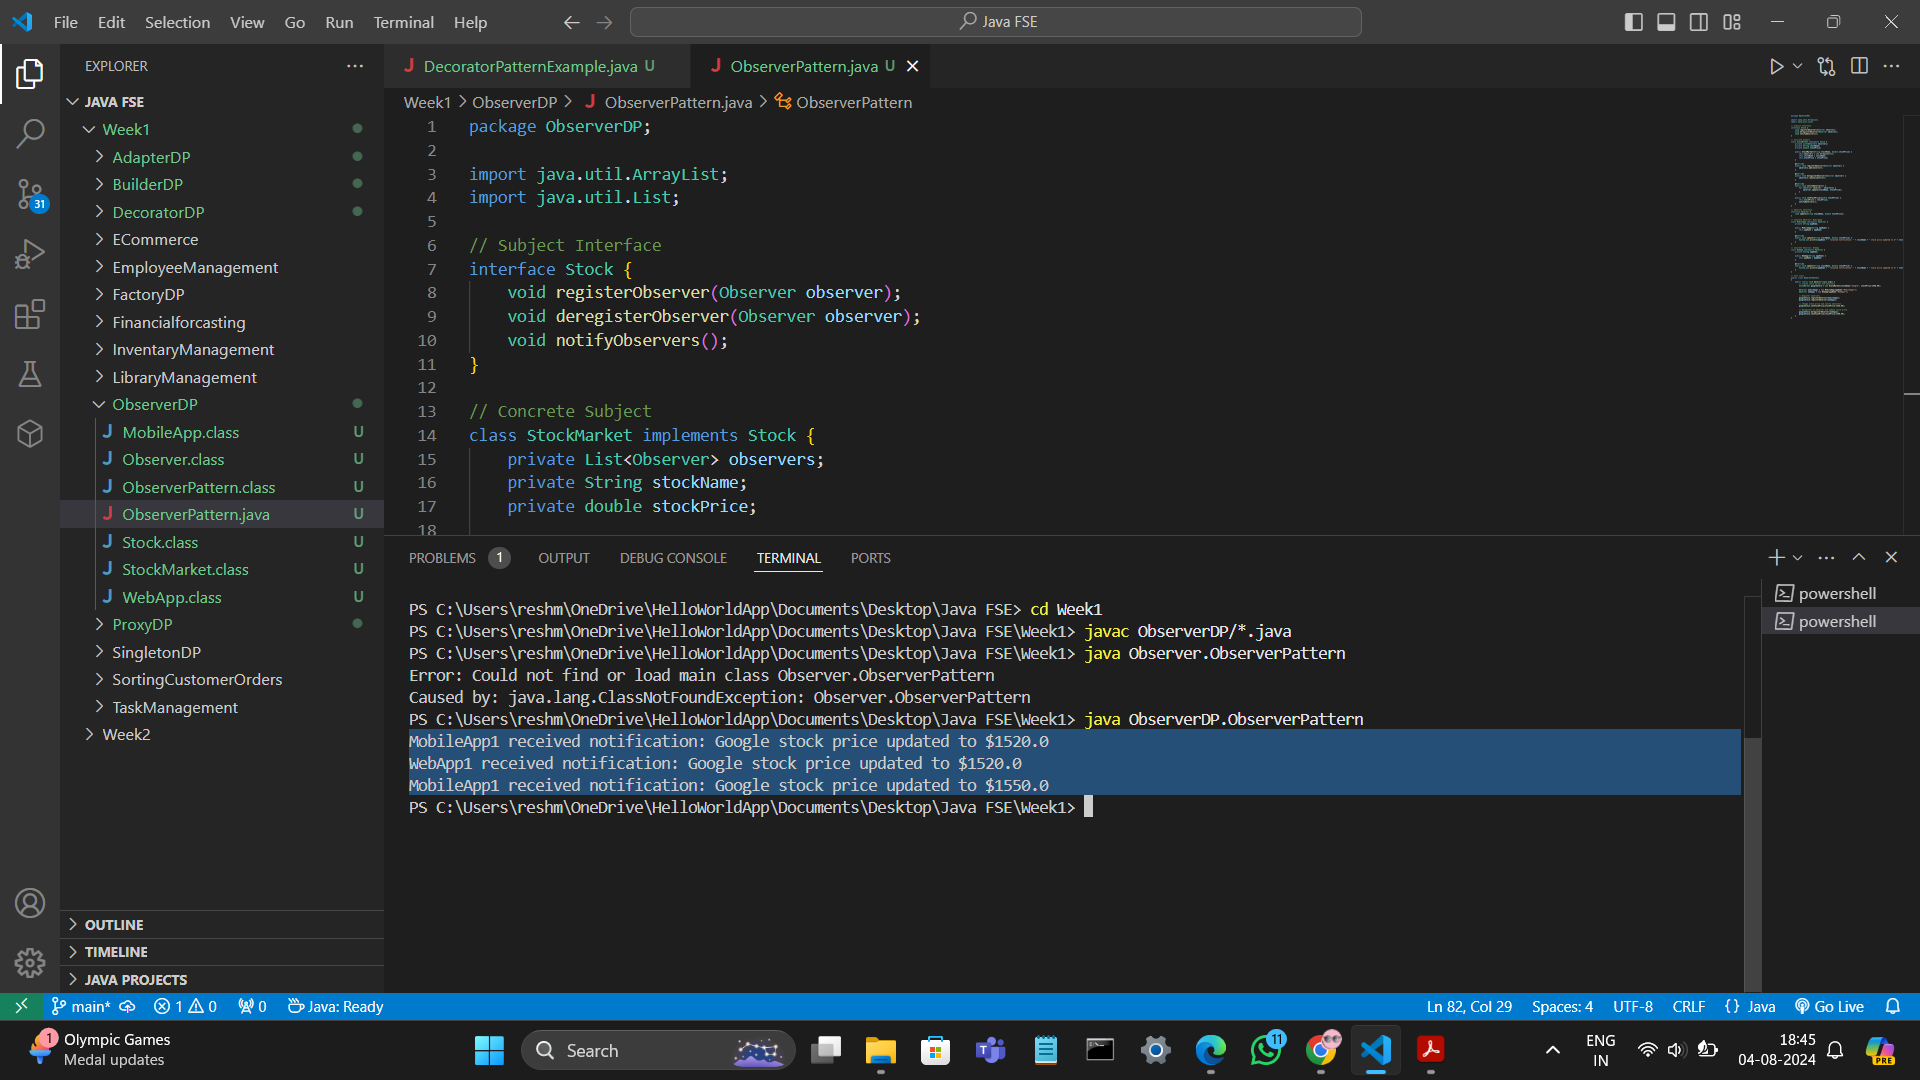 File Edit Selection View Go Run Terminal Help
Java FSE
EXPLORER
JAVA FSE
Week1
AdapterDP
BuilderDP
DecoratorDP
ECommerce
EmployeeManagement
FactoryDP
Financialforcasting
InventaryManagement
LibraryManagement
ObserverDP
J MobileApp.class U
J Observer.class U
J ObserverPattern.class U
J ObserverPattern.java U
J Stock.class U
J StockMarket.class U
J WebApp.class U
ProxyDP
SingletonDP
SortingCustomerOrders
TaskManagement
Week2
OUTLINE
TIMELINE
JAVA PROJECTS
31
J DecoratorPatternExample.java U
J ObserverPattern.java U
Week1 > ObserverDP > J ObserverPattern.java > ObserverPattern
1 package ObserverDP;
2
3 import java.util.ArrayList;
4 import java.util.List;
5
6 // Subject Interface
7 interface Stock {
8 void registerObserver(Observer observer);
9 void deregisterObserver(Observer observer);
10 void notifyObservers();
11 }
12
13 // Concrete Subject
14 class StockMarket implements Stock {
15 private List<Observer> observers;
16 private String stockName;
17 private double stockPrice;
18
PROBLEMS 1 OUTPUT DEBUG CONSOLE TERMINAL PORTS
PS C:\Users\reshm\OneDrive\HelloWorldApp\Documents\Desktop\Java FSE> cd Week1
PS C:\Users\reshm\OneDrive\HelloWorldApp\Documents\Desktop\Java FSE\Week1> javac ObserverDP/*.java
PS C:\Users\reshm\OneDrive\HelloWorldApp\Documents\Desktop\Java FSE\Week1> java Observer.ObserverPattern
Error: Could not find or load main class Observer.ObserverPattern
Caused by: java.lang.ClassNotFoundException: Observer.ObserverPattern
PS C:\Users\reshm\OneDrive\HelloWorldApp\Documents\Desktop\Java FSE\Week1> java ObserverDP.ObserverPattern
MobileApp1 received notification: Google stock price updated to $1520.0
WebApp1 received notification: Google stock price updated to $1520.0
MobileApp1 received notification: Google stock price updated to $1550.0
PS C:\Users\reshm\OneDrive\HelloWorldApp\Documents\Desktop\Java FSE\Week1>
powershell
powershell
main* 1 0 0 Java: Ready
Ln 82, Col 29 Spaces: 4 UTF-8 CRLF {} Java Go Live
1
Olympic Games
Medal updates
Search
11
ENG
IN
18:45
04-08-2024
PRE